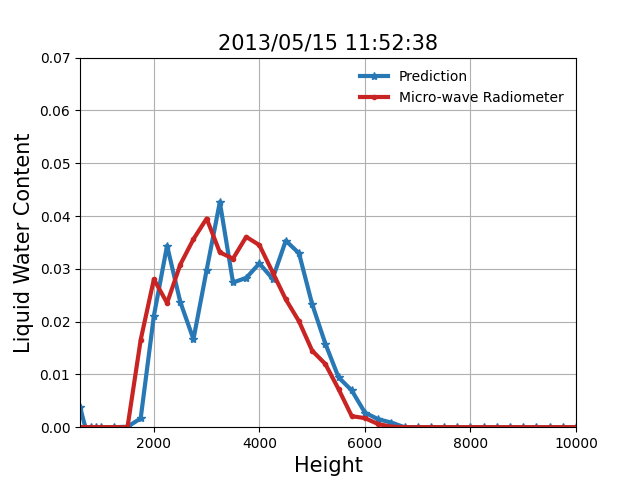 2013/05/15 11:52:38
Prediction
Micro-wave Radiometer
Liquid Water Content
0.07
0.06
0.05
0.04
0.03
0.02
0.01
0.00
2000 4000 6000 8000 10000
Height